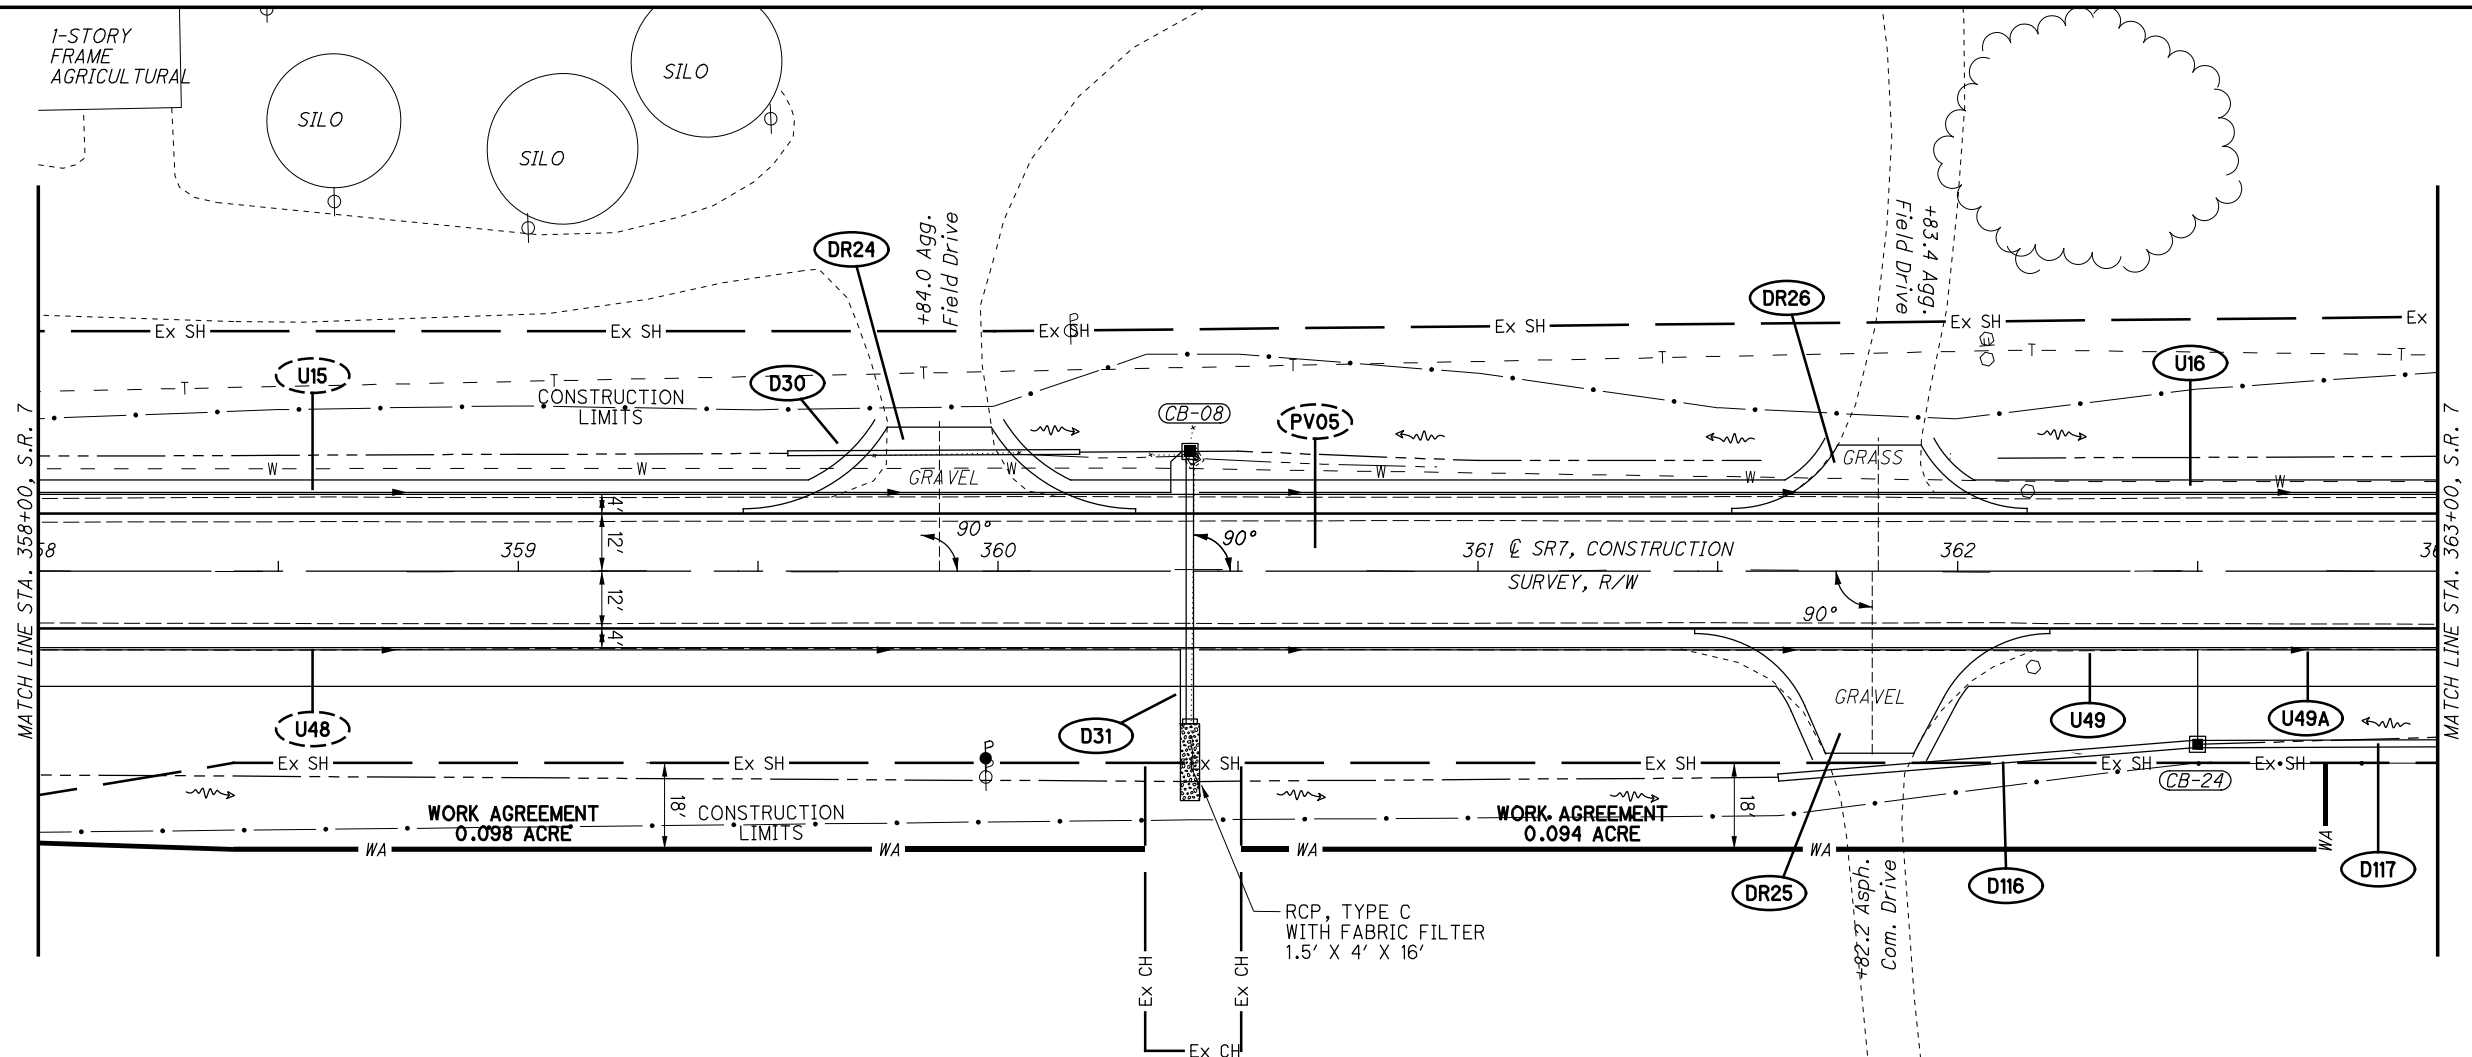 1-STORY
FRAME
AGRICULTURAL
SILO
SILO
SILO
DR24
+84.0 Agg.
Field Drive
+83.4 Agg.
Field Drive
DR26
Ex SH
Ex SH
Ex SH
Ex SH
Ex SH
Ex
P
E
U15
T
T
T
T
T
T
T
D30
CONSTRUCTION
LIMITS
CB-08
PV05
U16
W
W
W
W
W
W
GRAVEL
GRASS
4'
12'
12'
4'
90°
90°
90°
58
359
360
361
℄ SR7, CONSTRUCTION
SURVEY, R/W
362
36
MATCH LINE STA. 358+00, S.R. 7
MATCH LINE STA. 363+00, S.R. 7
GRAVEL
U48
D31
U49
U49A
P
Ex SH
Ex SH
Ex SH
Ex SH
Ex SH
Ex SH
CB-24
WORK AGREEMENT
0.098 ACRE
18'
CONSTRUCTION
LIMITS
WORK AGREEMENT
0.094 ACRE
18'
WA
WA
WA
WA
WA
DR25
D116
D117
+82.2 Asph.
Com. Drive
RCP, TYPE C
WITH FABRIC FILTER
1.5' X 4' X 16'
Ex CH
Ex CH
Ex CH